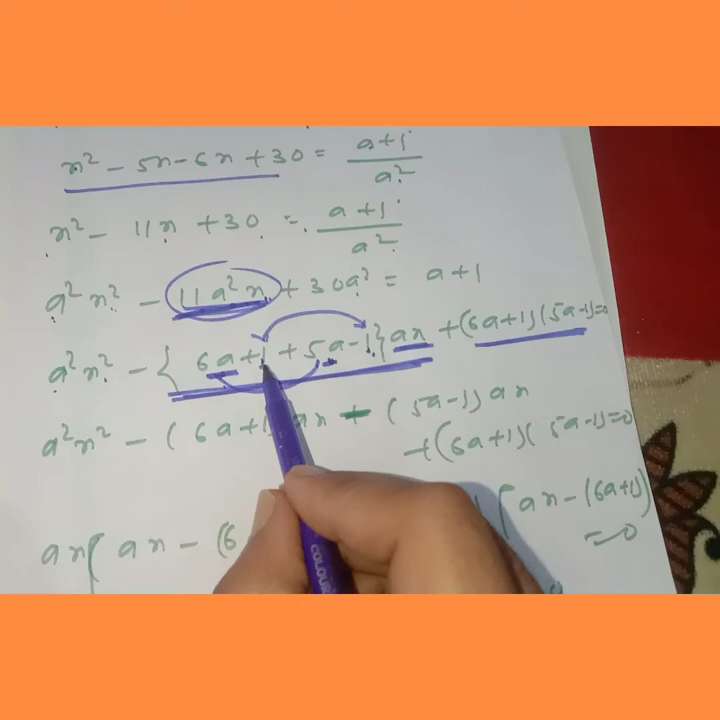 x² - 5x - 6x + 30 = (a+1)/a²
x² - 11x + 30 = (a+1)/a²
a²x² - 11a²x + 30a² = a+1
a²x² - { 6a+1 + 5a-1 } ax + (6a+1)(5a-1)=0
a²x² - (6a+1) ax - (5a-1) ax
+(6a+1)(5a-1)=0
ax( ax - (6
(ax - (6a+1)
=0
COLOUR